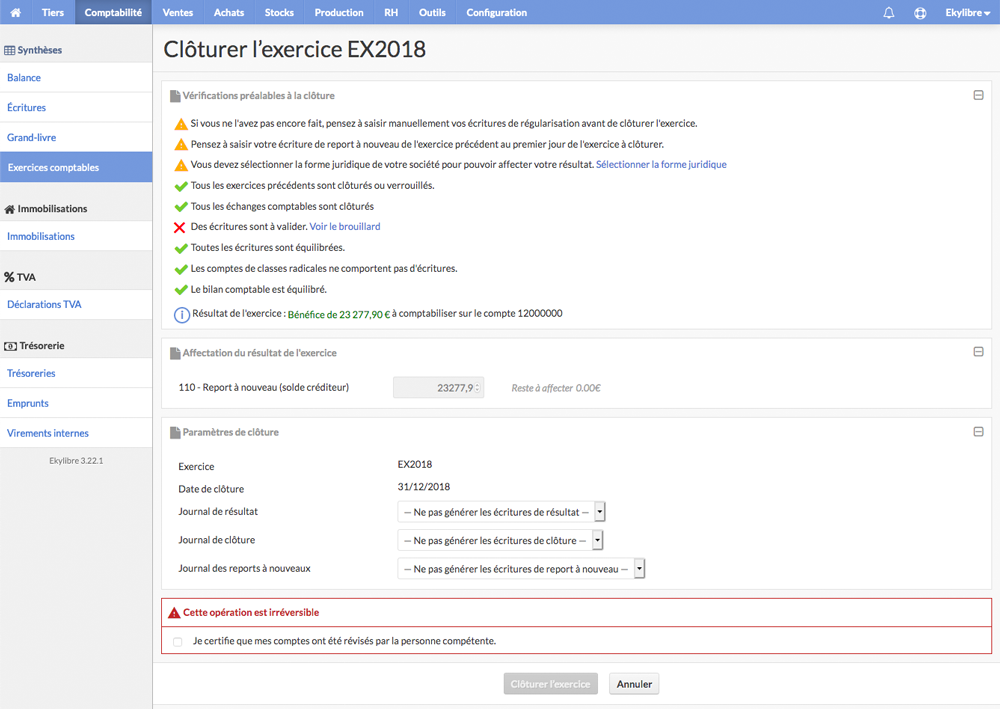 Tiers Comptabilité Ventes Achats Stocks Production RH Outils Configuration Ekylibre
Synthèses
Balance
Écritures
Grand-livre
Exercices comptables
Immobilisations
Immobilisations
TVA
Déclarations TVA
Trésorerie
Trésoreries
Emprunts
Virements internes
Ekylibre 3.22.1
Clôturer l’exercice EX2018
Vérifications préalables à la clôture
Si vous ne l'avez pas encore fait, pensez à saisir manuellement vos écritures de régularisation avant de clôturer l'exercice.
Pensez à saisir votre écriture de report à nouveau de l'exercice précédent au premier jour de l'exercice à clôturer.
Vous devez sélectionner la forme juridique de votre société pour pouvoir affecter votre résultat. Sélectionner la forme juridique
Tous les exercices précédents sont clôturés ou verrouillés.
Tous les échanges comptables sont clôturés
Des écritures sont à valider. Voir le brouillard
Toutes les écritures sont équilibrées.
Les comptes de classes radicales ne comportent pas d'écritures.
Le bilan comptable est équilibré.
Résultat de l'exercice : Bénéfice de 23 277,90 € à comptabiliser sur le compte 12000000
Affectation du résultat de l'exercice
110 - Report à nouveau (solde créditeur) 23277,9 Reste à affecter 0.00€
Paramètres de clôture
Exercice EX2018
Date de clôture 31/12/2018
Journal de résultat — Ne pas générer les écritures de résultat —
Journal de clôture — Ne pas générer les écritures de clôture —
Journal des reports à nouveaux — Ne pas générer les écritures de report à nouveau —
Cette opération est irréversible
Je certifie que mes comptes ont été révisés par la personne compétente.
Clôturer l'exercice Annuler